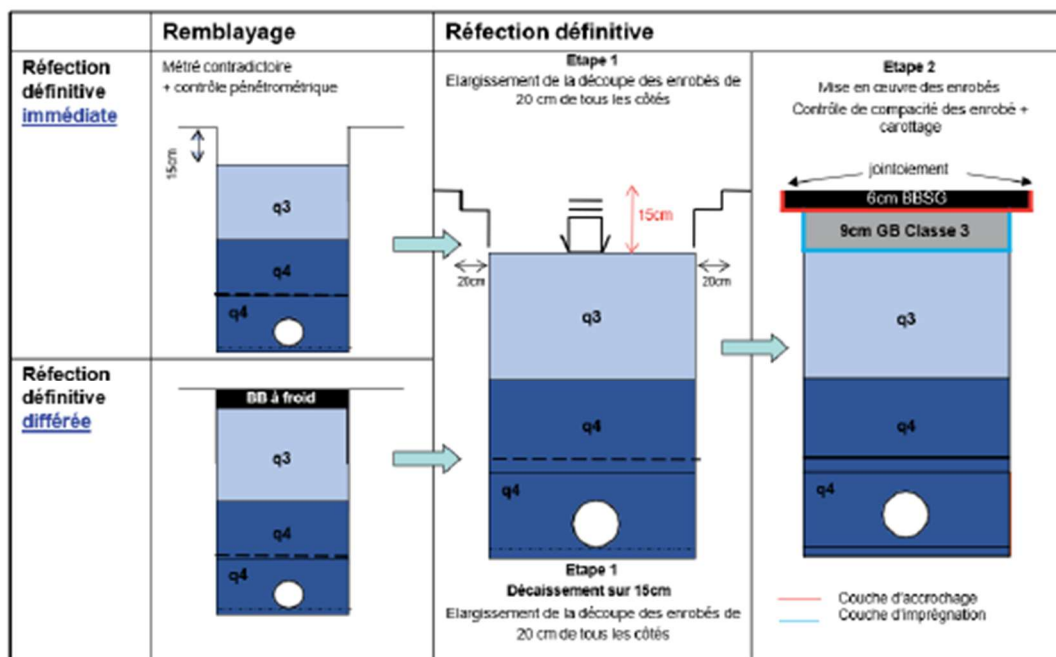 Remblayage
Réfection définitive
Réfection
définitive
immédiate
Métré contradictoire
+ contrôle pénétrométrique
15cm
q3
q4
q4
Etape 1
Elargissement de la découpe des enrobés de
20 cm de tous les côtés
15cm
20cm
20cm
q3
q4
q4
Etape 1
Décaissement sur 15cm
Elargissement de la découpe des enrobés de
20 cm de tous les côtés
Etape 2
Mise en œuvre des enrobés
Contrôle de compacité des enrobé +
carottage
jointoiement
6cm BBSG
9cm GB Classe 3
q3
q4
q4
Couche d'accrochage
Couche d'imprégnation
Réfection
définitive
différée
BB à froid
q3
q4
q4